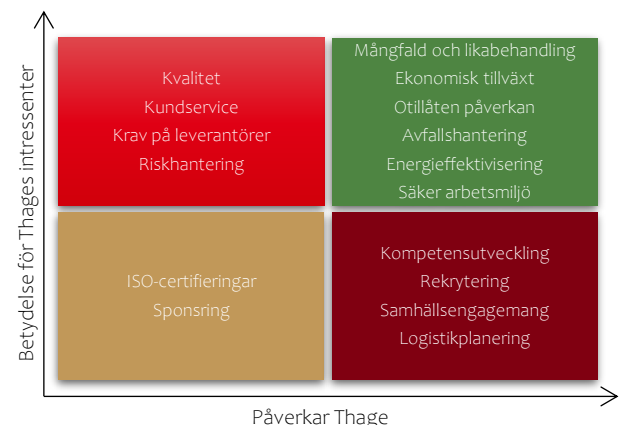 Betydelse för Thages intressenter
Kvalitet
Kundservice
Krav på leverantörer
Riskhantering
Mångfald och likabehandling
Ekonomisk tillväxt
Otillåten påverkan
Avfallshantering
Energieffektivisering
Säker arbetsmiljö
ISO-certifieringar
Sponsring
Kompetensutveckling
Rekrytering
Samhällsengagemang
Logistikplanering
Påverkar Thage